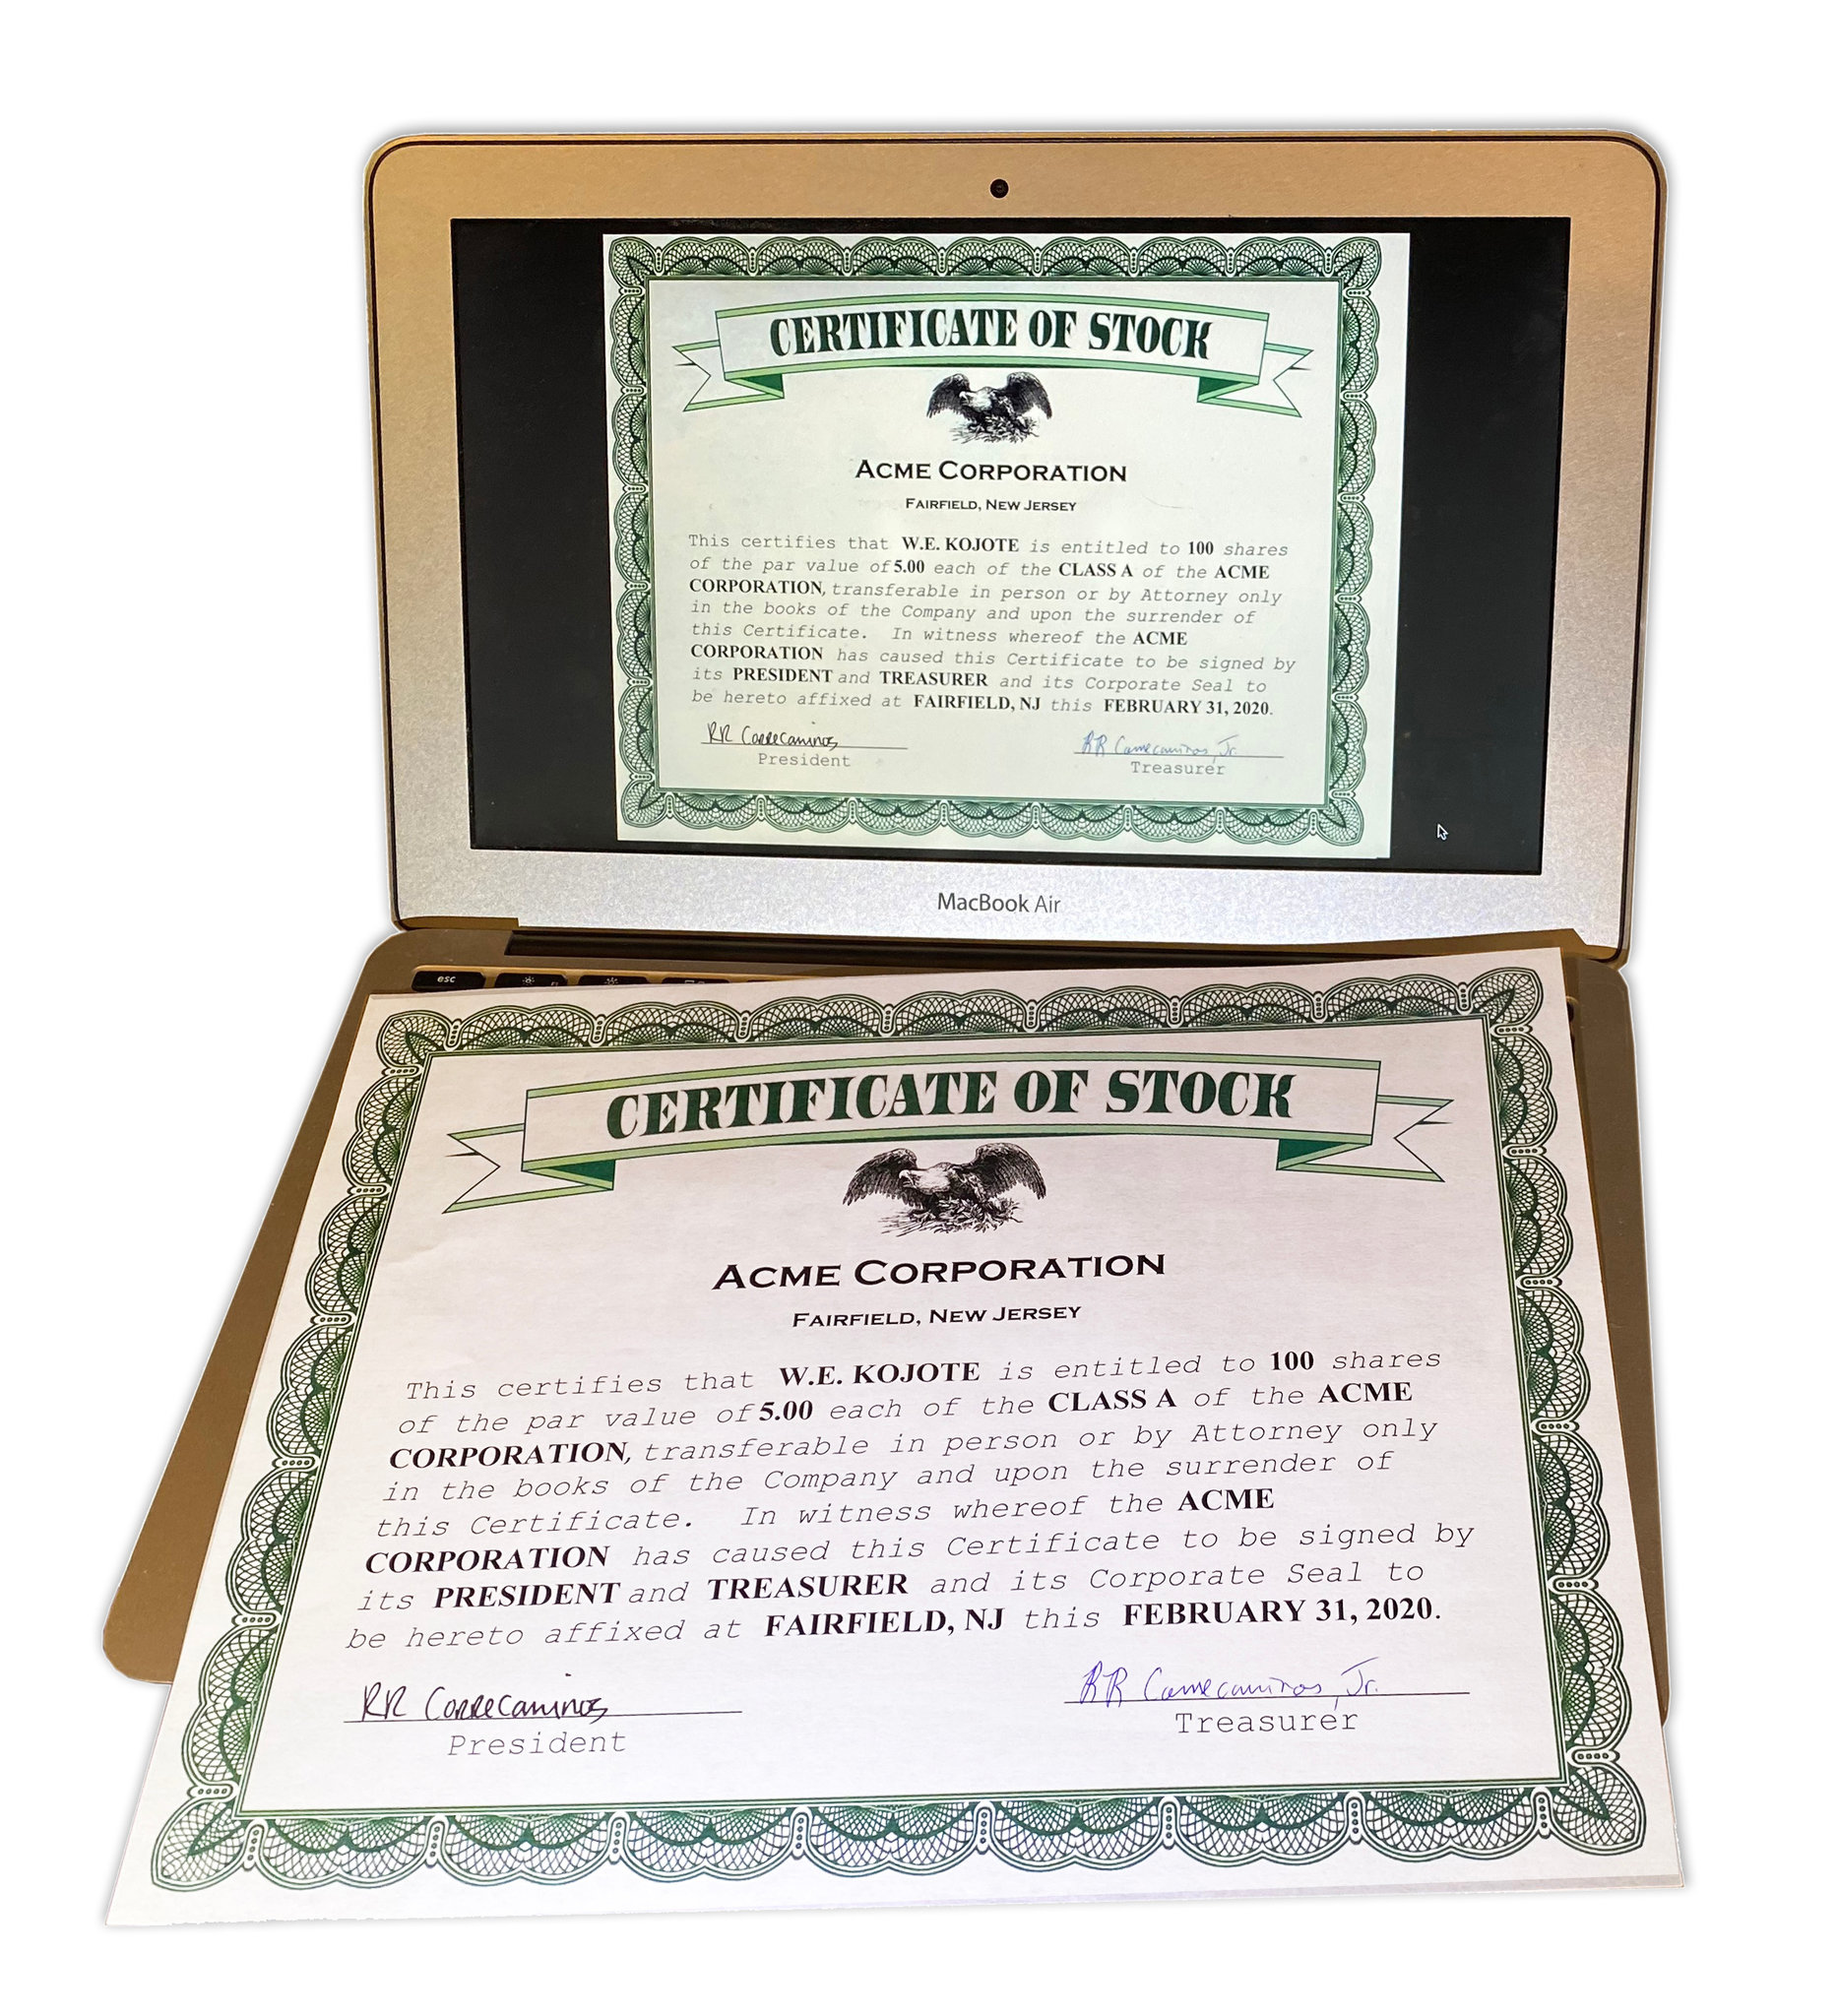 CERTIFICATE OF STOCK
ACME CORPORATION
FAIRFIELD, NEW JERSEY
This certifies that W.E. KOJOTE is entitled to 100 shares
of the par value of 5.00 each of the CLASS A of the ACME
CORPORATION, transferable in person or by Attorney only
in the books of the Company and upon the surrender of
this Certificate. In witness whereof the ACME
CORPORATION has caused this Certificate to be signed by
its PRESIDENT and TREASURER and its Corporate Seal to
be hereto affixed at FAIRFIELD, NJ this FEBRUARY 31, 2020.
RR Correcaminos RR Correcaminos, Jr.
President Treasurer
MacBook Air
esc
CERTIFICATE OF STOCK
ACME CORPORATION
FAIRFIELD, NEW JERSEY
This certifies that W.E. KOJOTE is entitled to 100 shares
of the par value of 5.00 each of the CLASS A of the ACME
CORPORATION, transferable in person or by Attorney only
in the books of the Company and upon the surrender of
this Certificate. In witness whereof the ACME
CORPORATION has caused this Certificate to be signed by
its PRESIDENT and TREASURER and its Corporate Seal to
be hereto affixed at FAIRFIELD, NJ this FEBRUARY 31, 2020.
RR Correcaminos RR Correcaminos, Jr.
President Treasurer